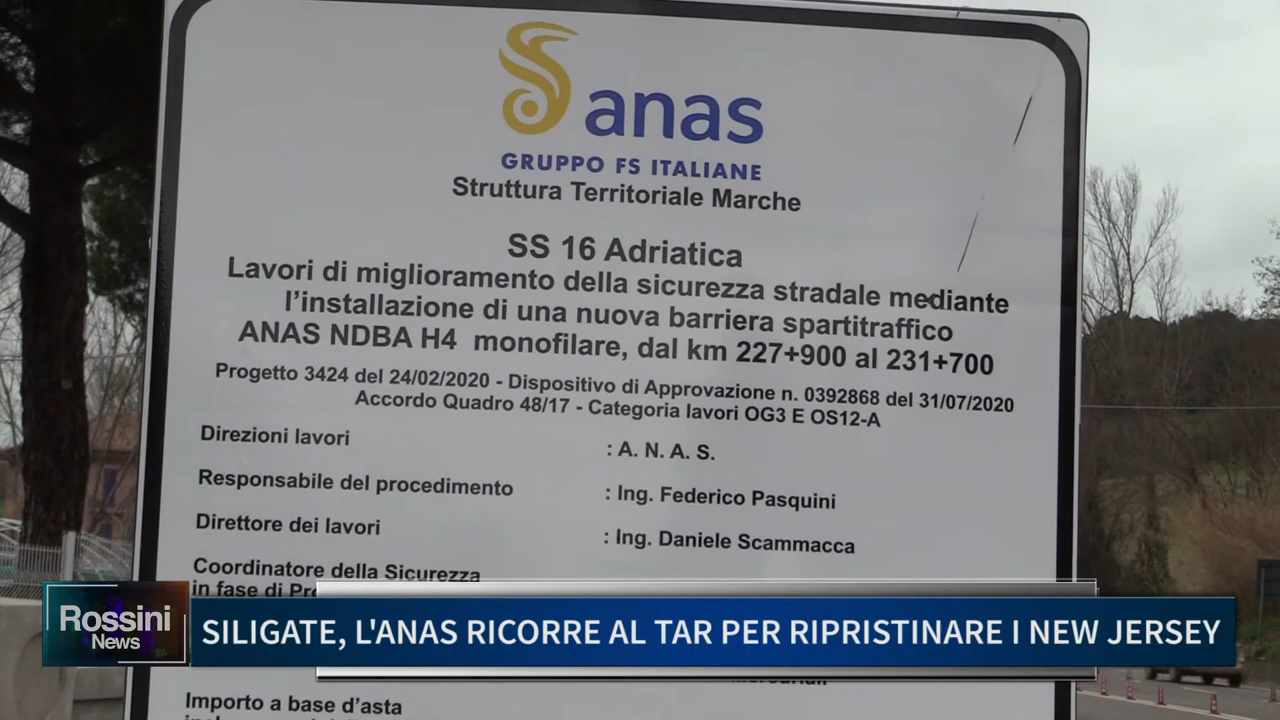 anas
GRUPPO FS ITALIANE
Struttura Territoriale Marche
SS 16 Adriatica
Lavori di miglioramento della sicurezza stradale mediante
l'installazione di una nuova barriera spartitraffico
ANAS NDBA H4 monofilare, dal km 227+900 al 231+700
Progetto 3424 del 24/02/2020 - Dispositivo di Approvazione n. 0392868 del 31/07/2020
Accordo Quadro 48/17 - Categoria lavori OG3 E OS12-A
Direzioni lavori : A. N. A. S.
Responsabile del procedimento : Ing. Federico Pasquini
Direttore dei lavori : Ing. Daniele Scammacca
Coordinatore della Sicurezza
in fase di
Rossini
News
SILIGATE, L'ANAS RICORRE AL TAR PER RIPRISTINARE I NEW JERSEY
Importo a base d'asta